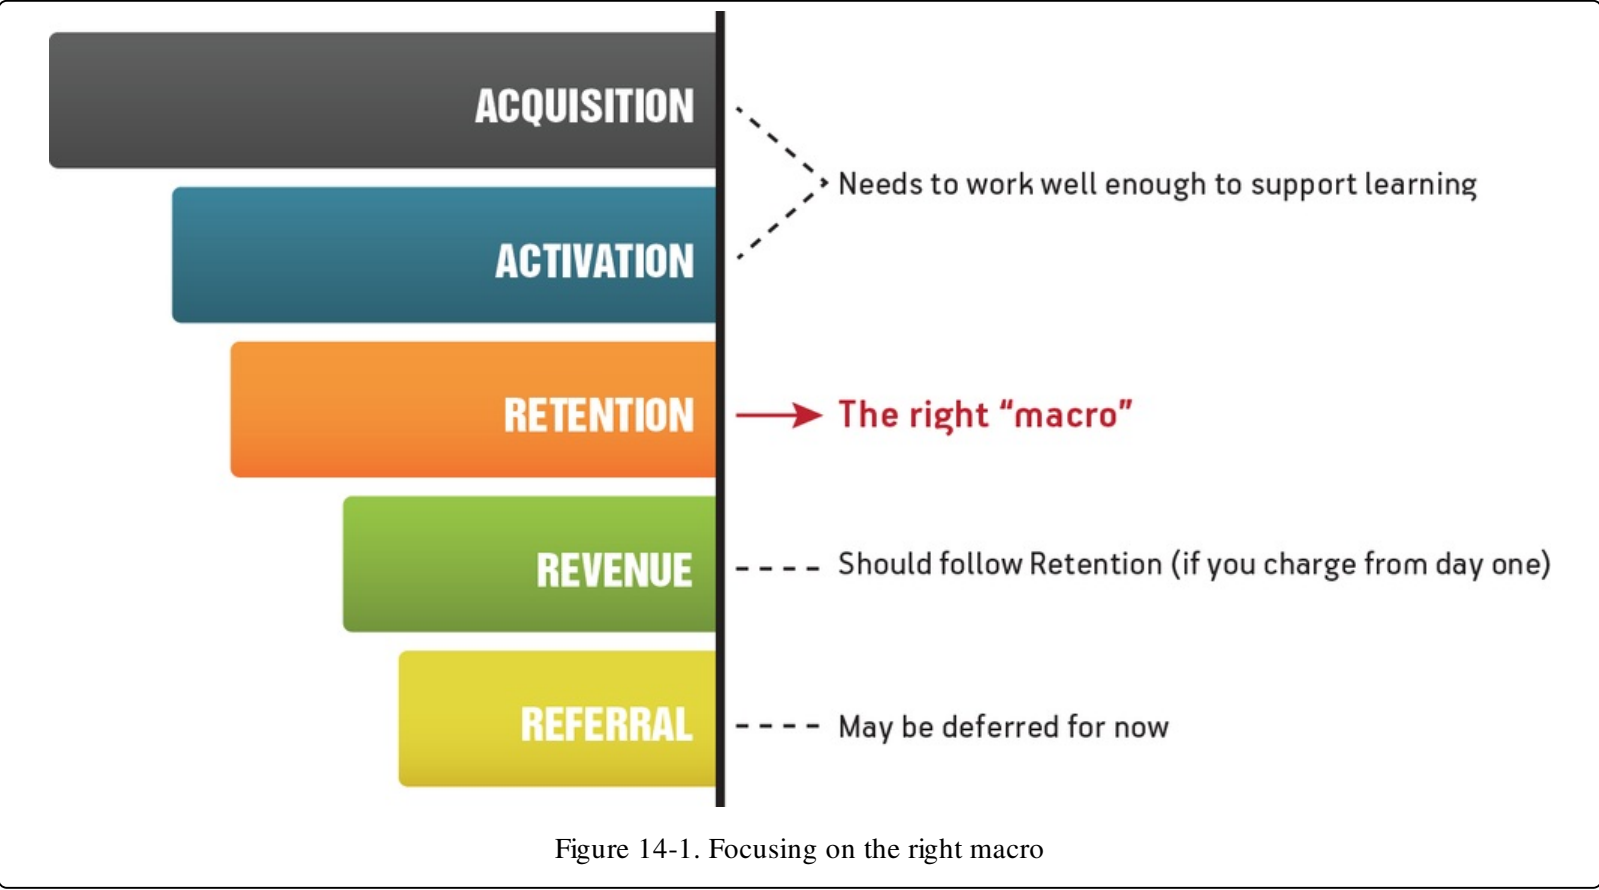 ACQUISITION
Needs to work well enough to support learning
ACTIVATION
RETENTION
The right “macro”
REVENUE
Should follow Retention (if you charge from day one)
REFERRAL
May be deferred for now
Figure 14-1. Focusing on the right macro